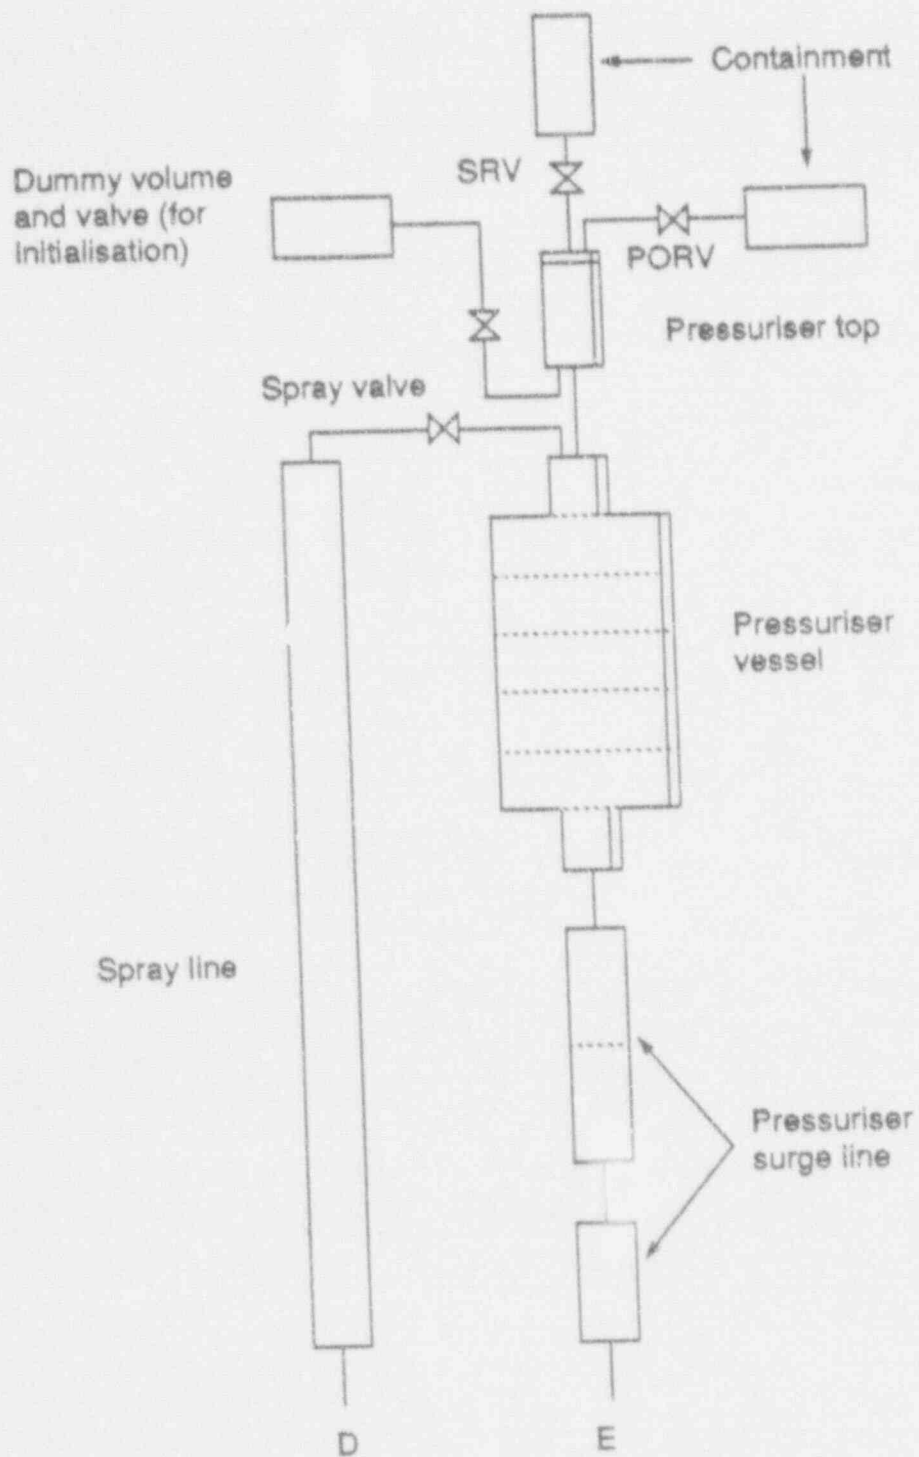 Containment
SRV
Dummy volume
and valve (for
initialisation)
PORV
Pressuriser top
Spray valve
Pressuriser
vessel
Spray line
Pressuriser
surge line
D
E